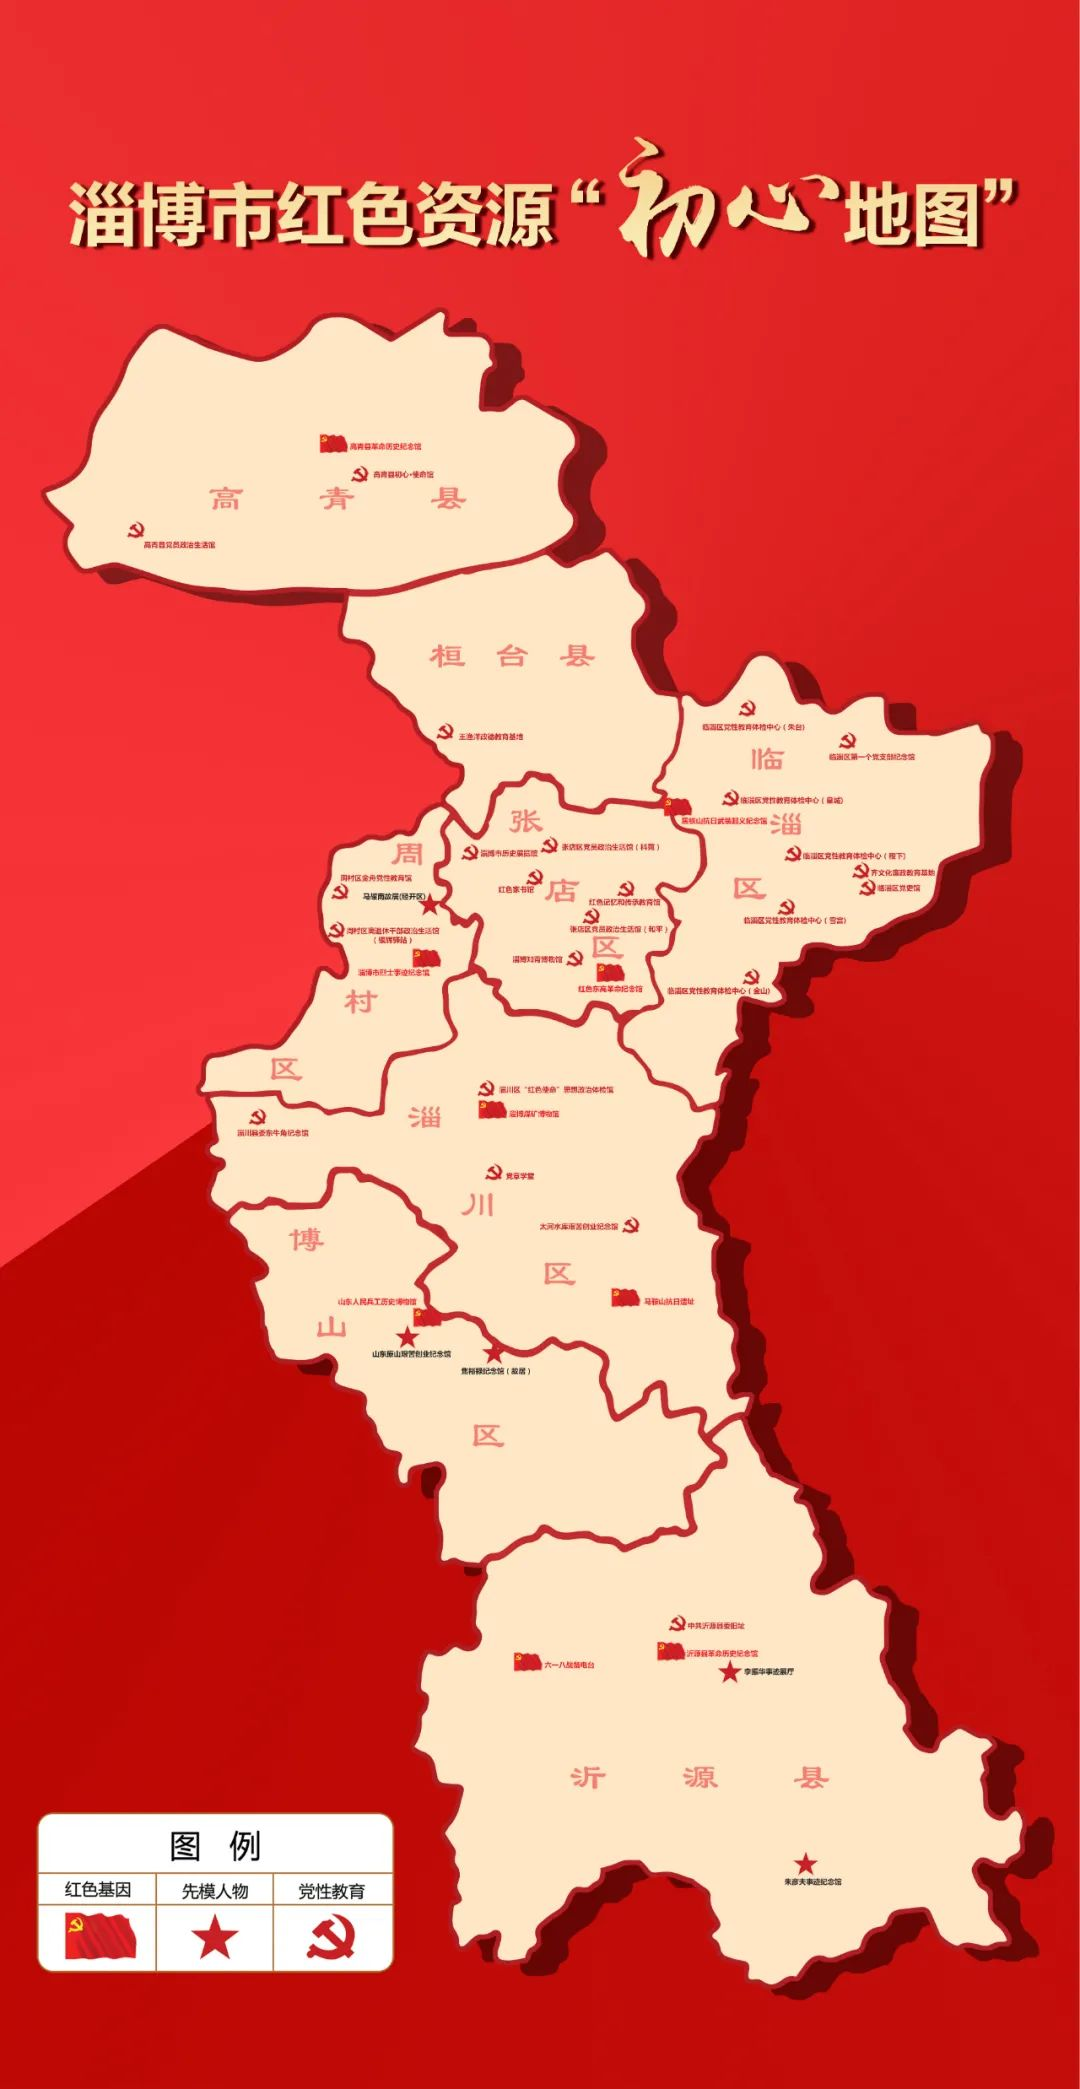 淄博市红色资源“初心地图”
高青县革命历史纪念馆
高青县初心·使命馆
高青县
高青县党员政治生活馆
桓台县
王渔洋政德教育基地
临淄区党性教育体检中心（朱台）
临淄区第一个党支部纪念馆
临淄区
临淄区党性教育体检中心（皇城）
黑铁山抗日武装起义纪念馆
临淄区党性教育体检中心（稷下）
齐文化廉政教育基地
临淄区党史馆
临淄区党性教育体检中心（雪宫）
临淄区党性教育体检中心（金山）
张店区
淄博市历史展览馆
张店区党员政治生活馆（科苑）
红色家书馆
红色记忆和传承教育馆
张店区党员政治生活馆（和平）
淄博知青博物馆
红色东高革命纪念馆
周村区
周村区金舟党性教育馆
马耀南故居(经开区)
周村区离退休干部政治生活馆
（银辉驿站）
淄博市烈士事迹纪念馆
淄川区
淄川区“红色使命”思想政治体检馆
淄博煤矿博物馆
淄川县委东牛角纪念馆
党章学堂
太河水库艰苦创业纪念馆
马鞍山抗日遗址
博山区
山东人民兵工历史博物馆
山东原山艰苦创业纪念馆
焦裕禄纪念馆（故居）
中共沂源县委旧址
沂源县革命历史纪念馆
六一八战备电台
李振华事迹展厅
沂源县
朱彦夫事迹纪念馆
图 例
红色基因
先模人物
党性教育